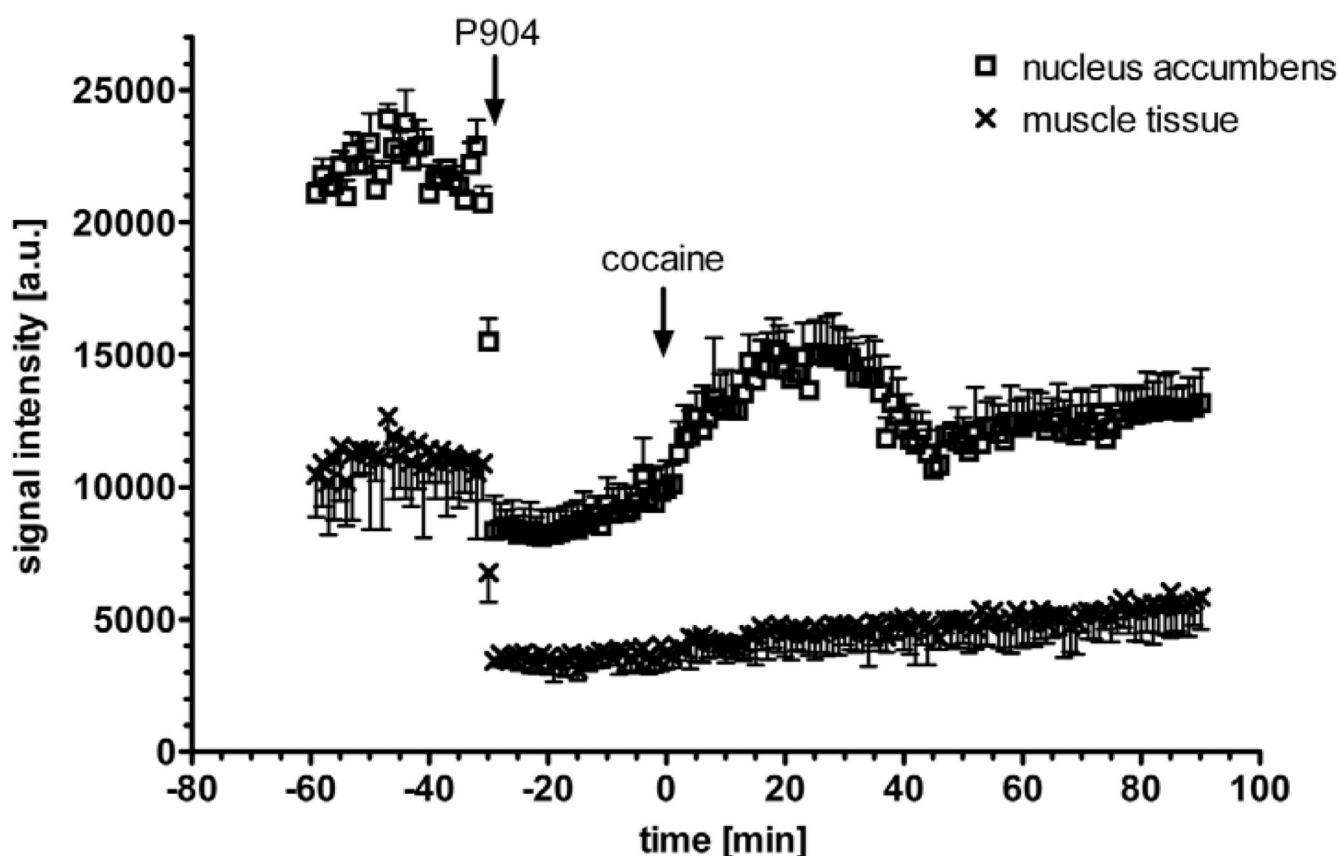 P904
nucleus accumbens
muscle tissue
25000
20000
cocaine
15000
10000
5000
0
signal intensity [a.u.]
-80 -60 -40 -20 0 20 40 60 80 100
time [min]